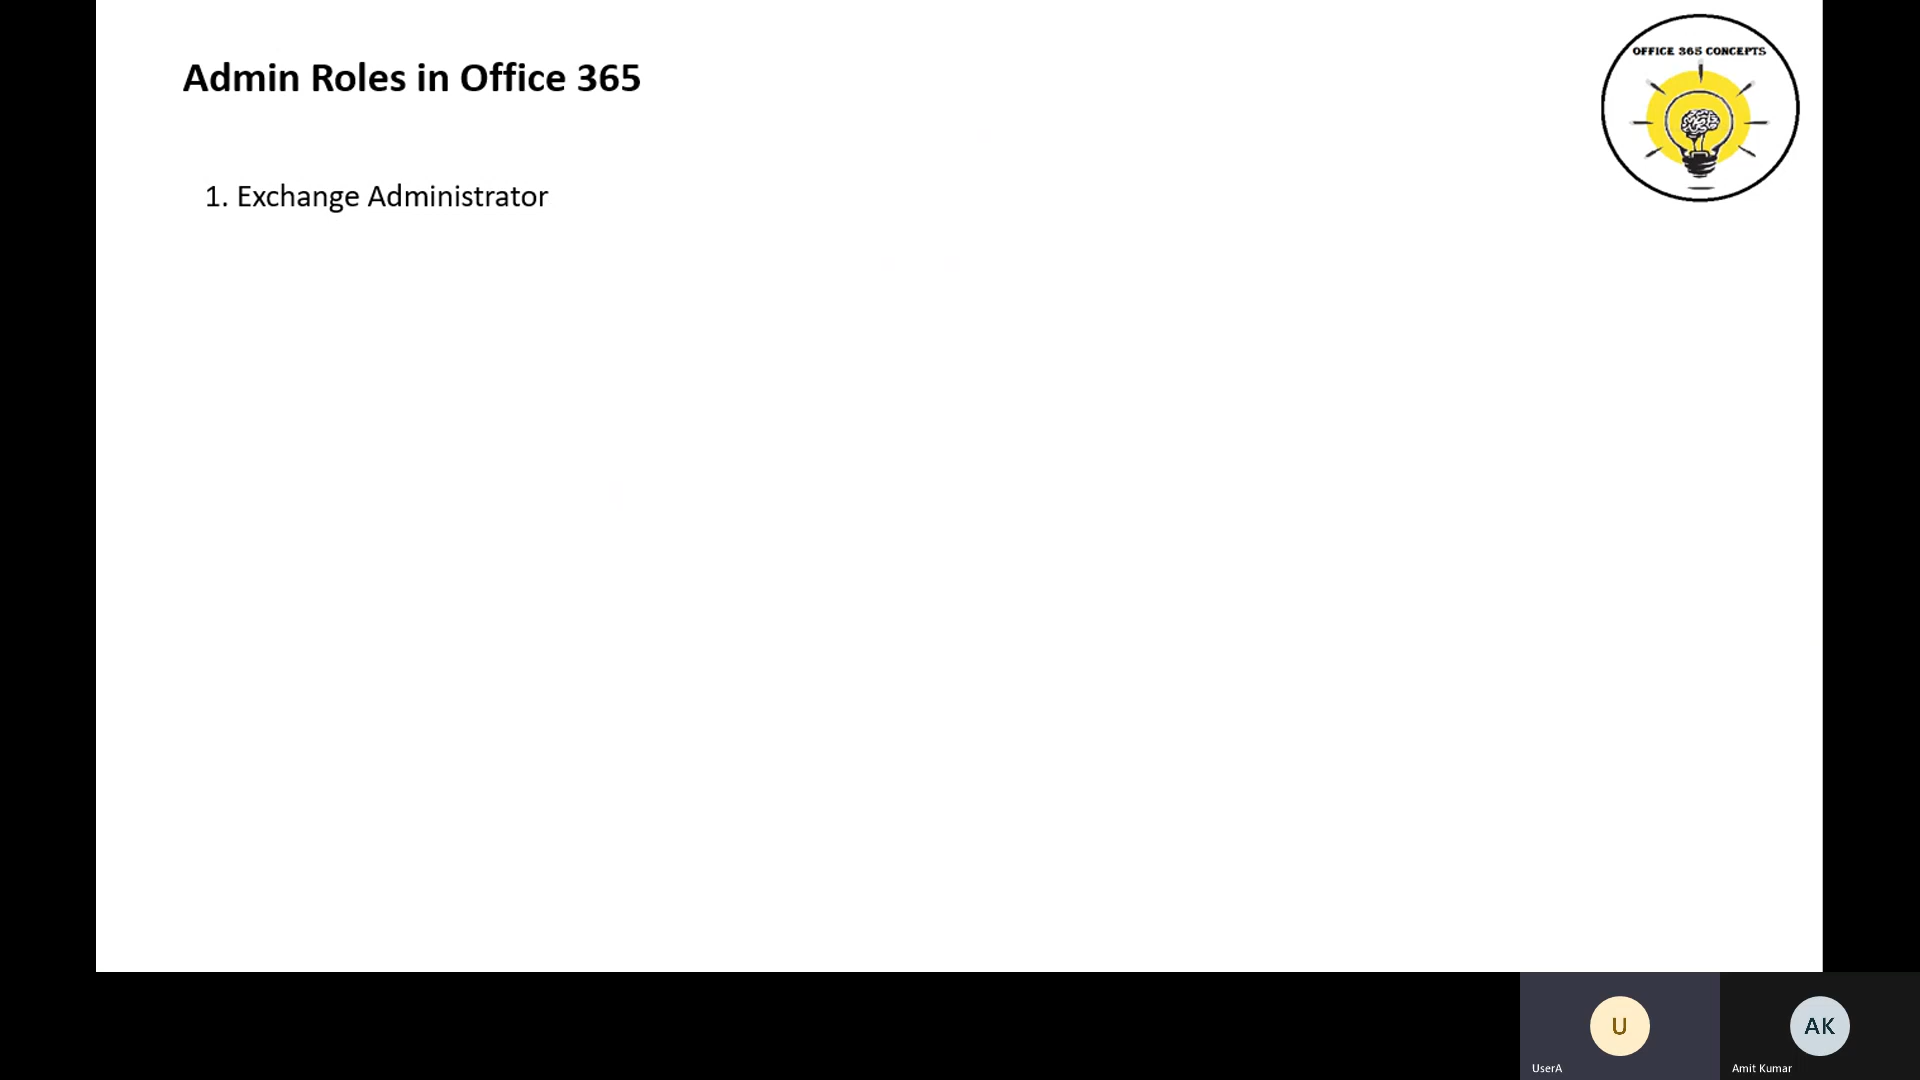 OFFICE 365 CONCEPTS
Admin Roles in Office 365
1. Exchange Administrator
U
AK
UserA
Amit Kumar